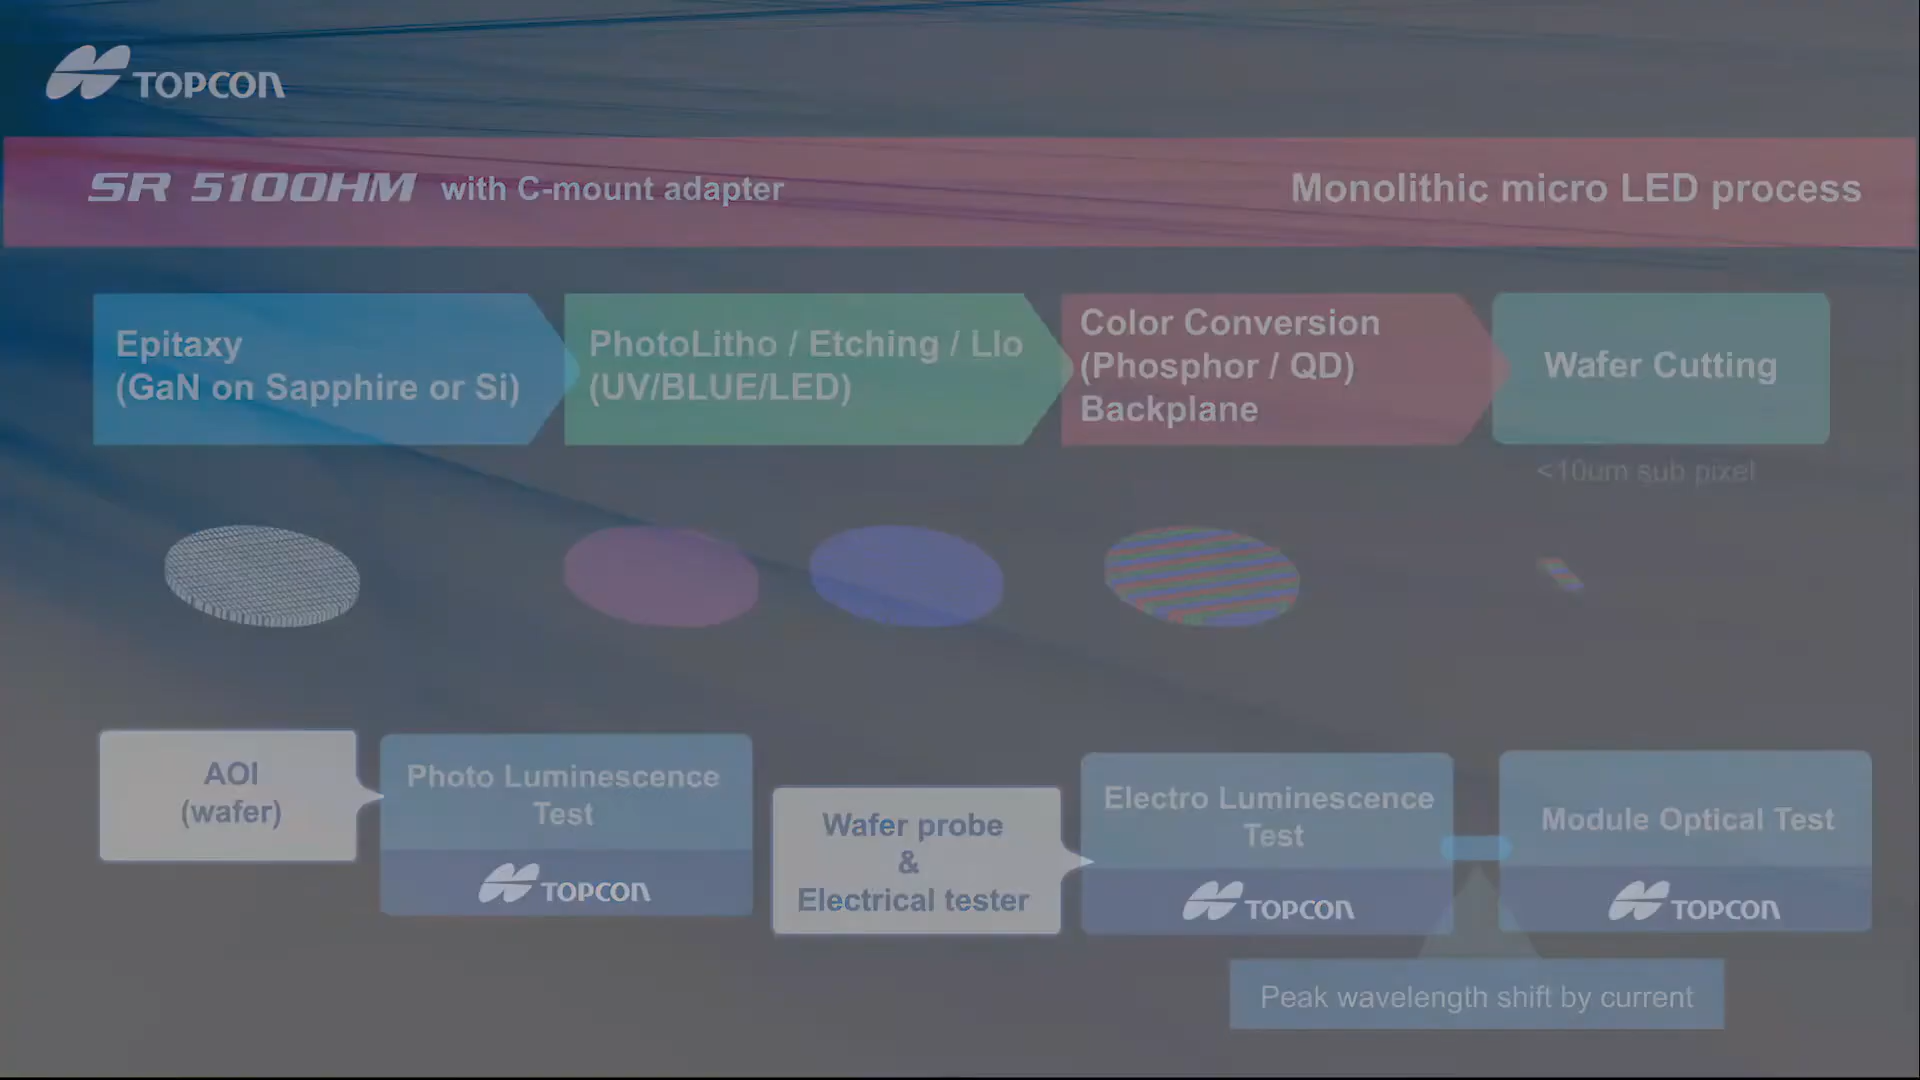 TOPCON
SR 5100HM with C-mount adapter
Monolithic micro LED process
Epitaxy
(GaN on Sapphire or Si)
PhotoLitho / Etching / Llo
(UV/BLUE/LED)
Color Conversion
(Phosphor / QD)
Backplane
Wafer Cutting
<10um sub pixel
AOI
(wafer)
Photo Luminescence
Test
TOPCON
Wafer probe
&
Electrical tester
Electro Luminescence
Test
TOPCON
Module Optical Test
TOPCON
Peak wavelength shift by current